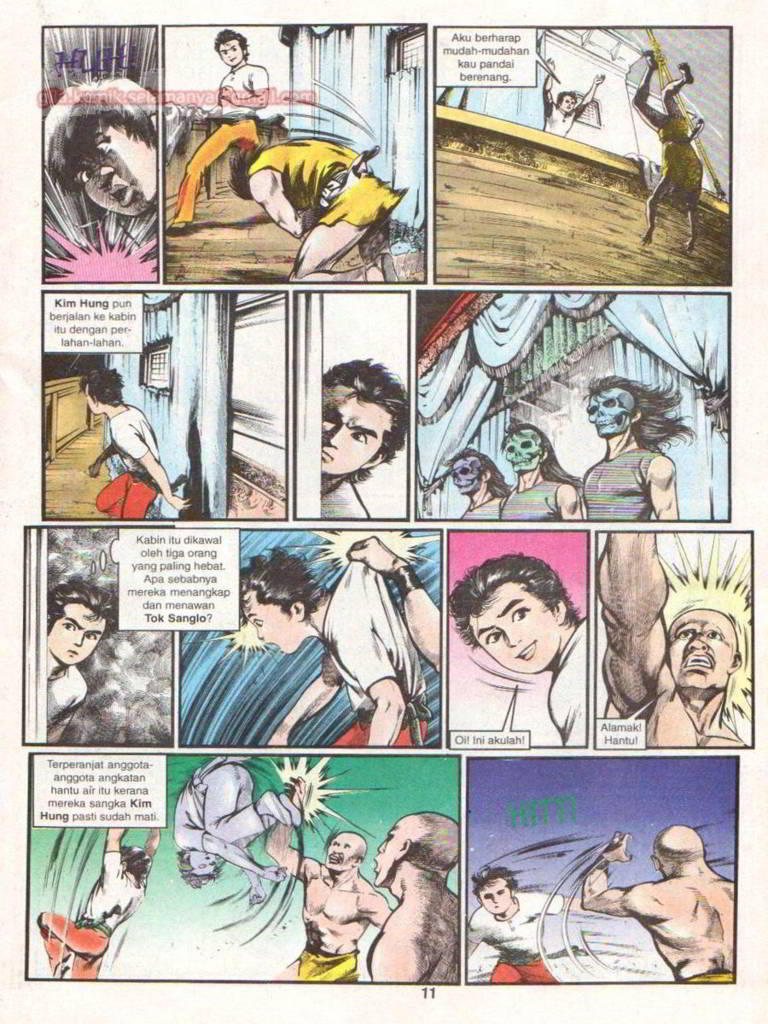 Aku berharap
mudah-mudahan
kau pandai
berenang.
Kim Hung pun
berjalan ke kabin
itu dengan per-
lahan-lahan.
Kabin itu dikawal
oleh tiga orang
yang paling hebat.
Apa sebabnya
mereka menangkap
dan menawan
Tok Sanglo?
Oi! Ini akulah!
Alamak!
Hantu!
Terperanjat anggota-
anggota angkatan
hantu air itu kerana
mereka sangka Kim
Hung pasti sudah mati.
HITT!
11